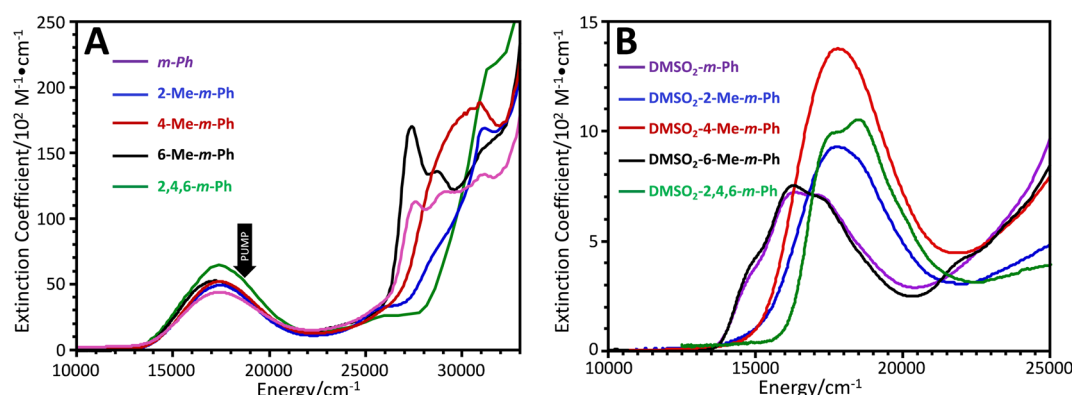 A
B
Extinction Coefficient/10² M⁻¹•cm⁻¹
250
200
150
100
50
0
m-Ph
2-Me-m-Ph
4-Me-m-Ph
6-Me-m-Ph
2,4,6-m-Ph
PUMP
10000 15000 20000 25000 30000
Energy/cm⁻¹
Extinction Coefficient/10² M⁻¹•cm⁻¹
15
10
5
0
DMSO₂-m-Ph
DMSO₂-2-Me-m-Ph
DMSO₂-4-Me-m-Ph
DMSO₂-6-Me-m-Ph
DMSO₂-2,4,6-m-Ph
10000 15000 20000 25000
Energy/cm⁻¹